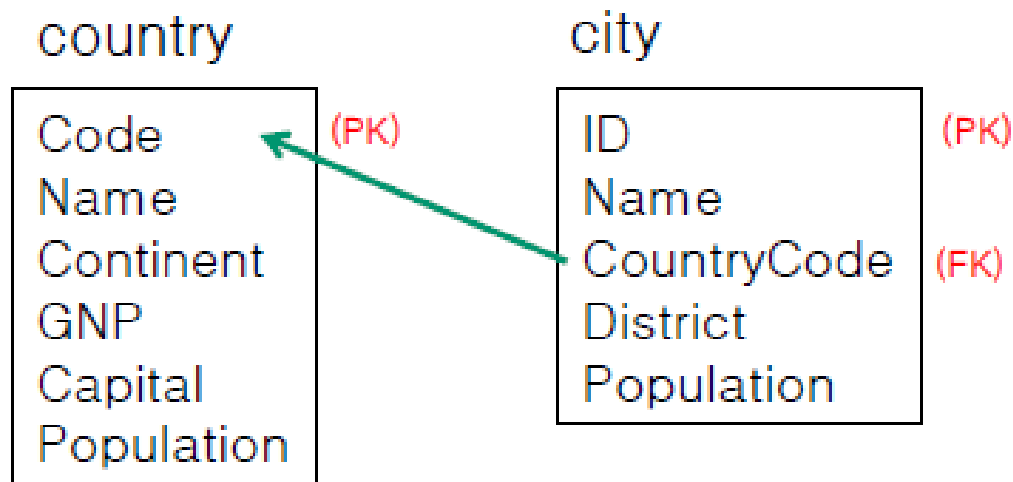 country
Code (PK)
Name
Continent
GNP
Capital
Population
city
ID (PK)
Name
CountryCode (FK)
District
Population